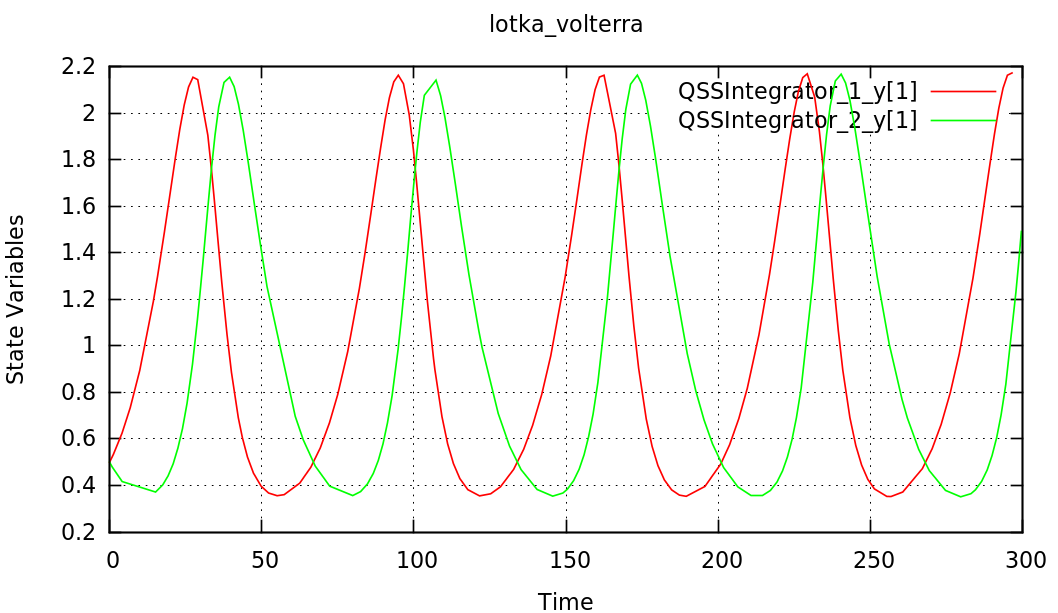 lotka_volterra
2.2
2
1.8
1.6
1.4
1.2
1
0.8
0.6
0.4
0.2
State Variables
QSSIntegrator_1_y[1]
QSSIntegrator_2_y[1]
0 50 100 150 200 250 300
Time